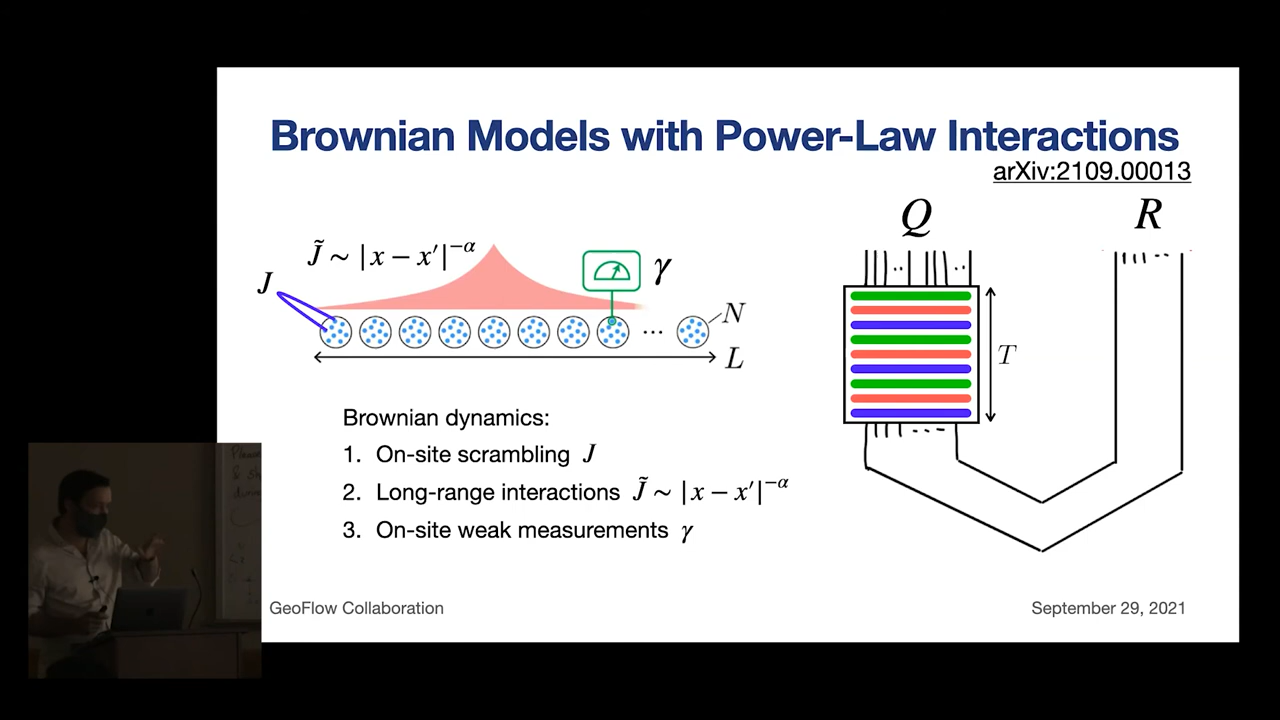 Brownian Models with Power-Law Interactions
arXiv:2109.00013
Q
R
J̃ ~ |x − x′|^−α
γ
J
N
...
L
T
Brownian dynamics:
1. On-site scrambling J
2. Long-range interactions J̃ ~ |x − x′|^−α
3. On-site weak measurements γ
GeoFlow Collaboration
September 29, 2021